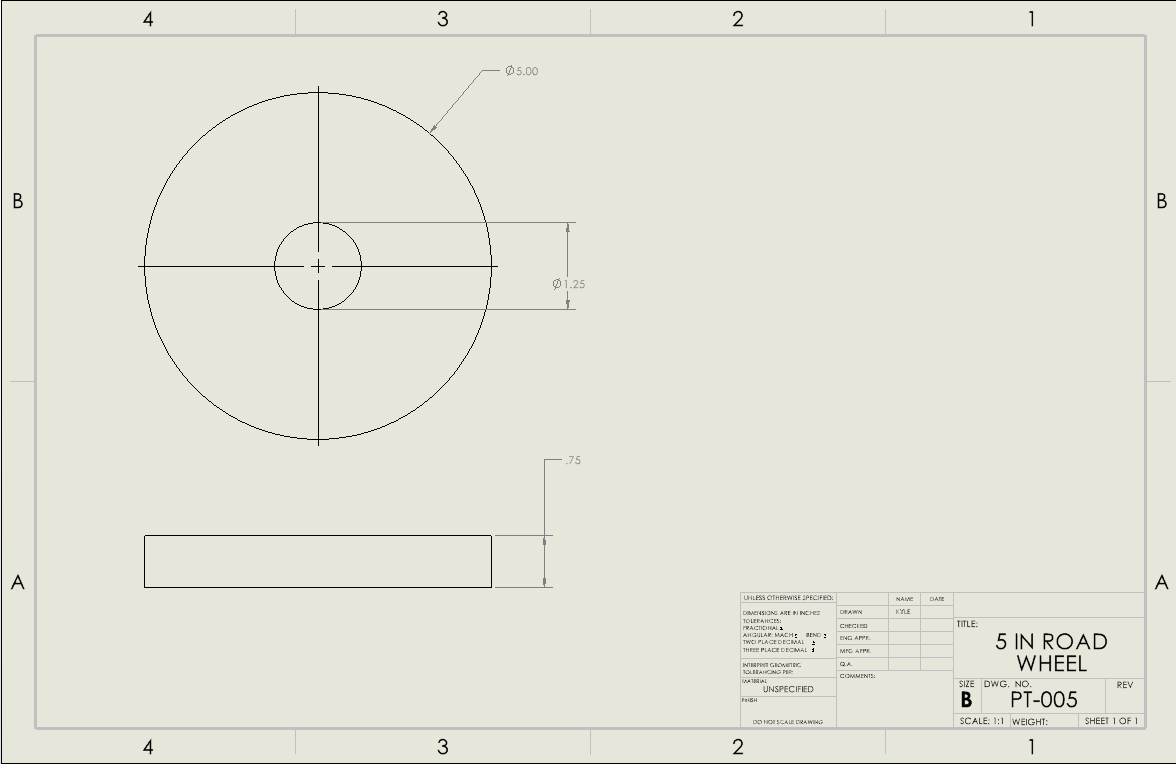 4 3 2 1
B B
A A
⌀5.00
⌀1.25
.75
UNLESS OTHERWISE SPECIFIED:
DIMENSIONS ARE IN INCHES
TOLERANCES:
FRACTIONAL ±
ANGULAR: MACH ± BEND ±
TWO PLACE DECIMAL ±
THREE PLACE DECIMAL ±
INTERPRET GEOMETRIC
TOLERANCING PER:
MATERIAL
UNSPECIFIED
FINISH
DO NOT SCALE DRAWING
NAME DATE
DRAWN KYLE
CHECKED
ENG APPR.
MFG APPR.
Q.A.
COMMENTS:
TITLE:
5 IN ROAD
WHEEL
SIZE DWG. NO. REV
B PT-005
SCALE: 1:1 WEIGHT: SHEET 1 OF 1
4 3 2 1